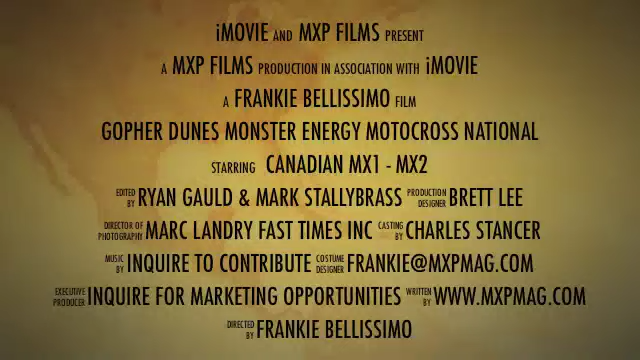 iMOVIE AND MXP FILMS PRESENT
A MXP FILMS PRODUCTION IN ASSOCIATION WITH iMOVIE
A FRANKIE BELLISSIMO FILM
GOPHER DUNES MONSTER ENERGY MOTOCROSS NATIONAL
STARRING CANADIAN MX1 - MX2
EDITED BY RYAN GAULD & MARK STALLYBRASS PRODUCTION DESIGNER BRETT LEE
DIRECTOR OF PHOTOGRAPHY MARC LANDRY FAST TIMES INC CASTING BY CHARLES STANCER
MUSIC BY INQUIRE TO CONTRIBUTE COSTUME DESIGNER FRANKIE@MXPMAG.COM
EXECUTIVE PRODUCER INQUIRE FOR MARKETING OPPORTUNITIES WRITTEN BY WWW.MXPMAG.COM
DIRECTED BY FRANKIE BELLISSIMO